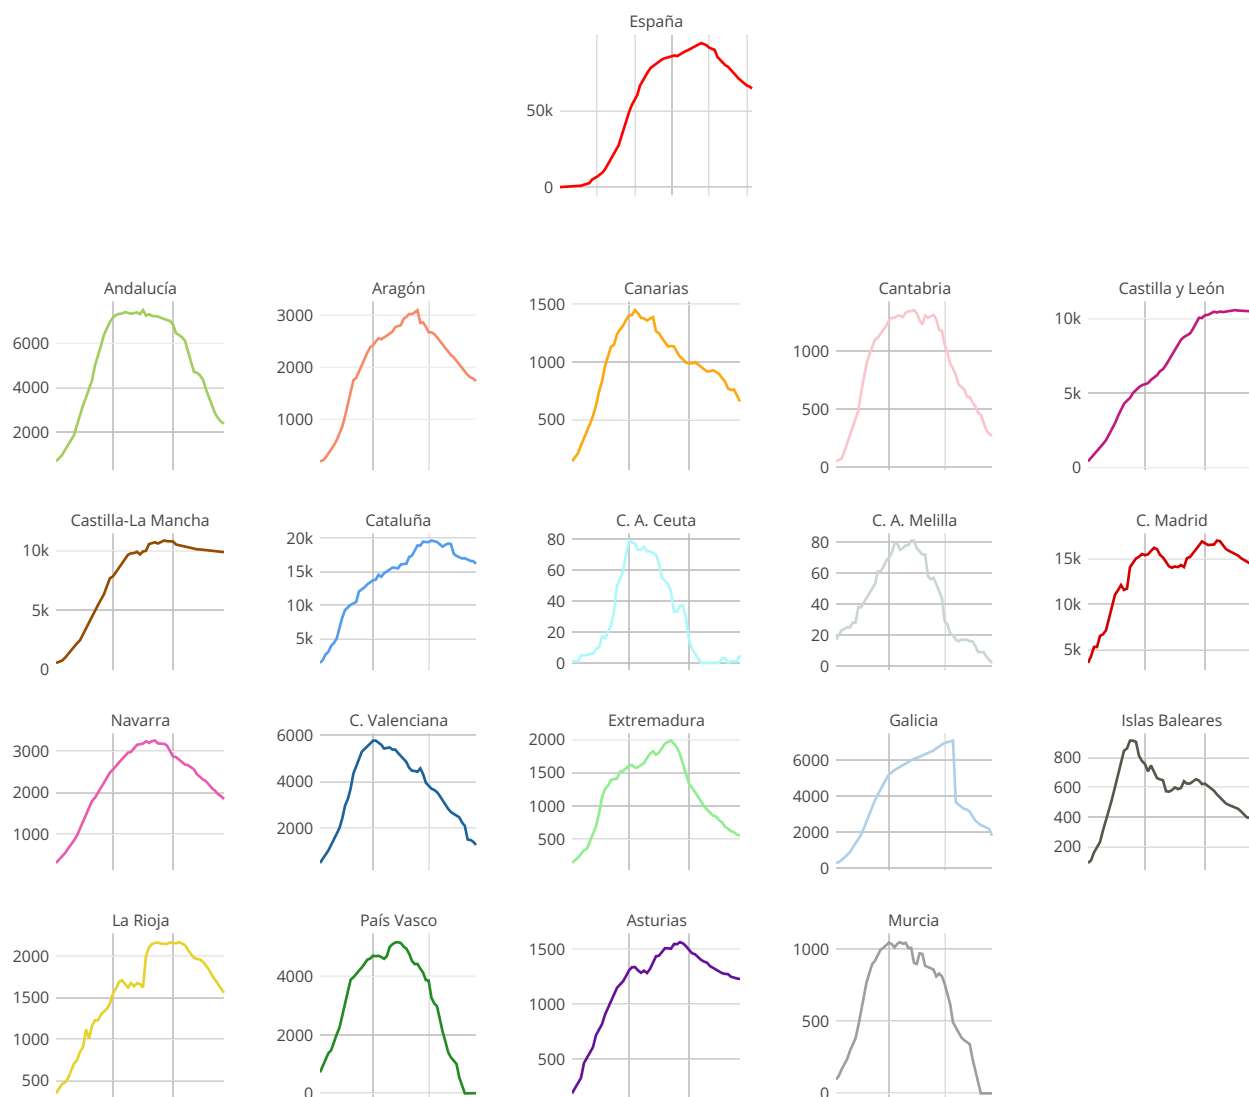 España
50k
0
Andalucía
Aragón
Canarias
Cantabria
Castilla y León
6000
4000
2000
3000
2000
1000
1500
1000
500
1000
500
0
10k
5k
0
Castilla-La Mancha
Cataluña
C. A. Ceuta
C. A. Melilla
C. Madrid
10k
5k
0
20k
15k
10k
5k
80
60
40
20
0
80
60
40
20
0
15k
10k
5k
Navarra
C. Valenciana
Extremadura
Galicia
Islas Baleares
3000
2000
1000
6000
4000
2000
2000
1500
1000
500
6000
4000
2000
0
800
600
400
200
La Rioja
País Vasco
Asturias
Murcia
2000
1500
1000
500
4000
2000
0
1500
1000
500
1000
500
0